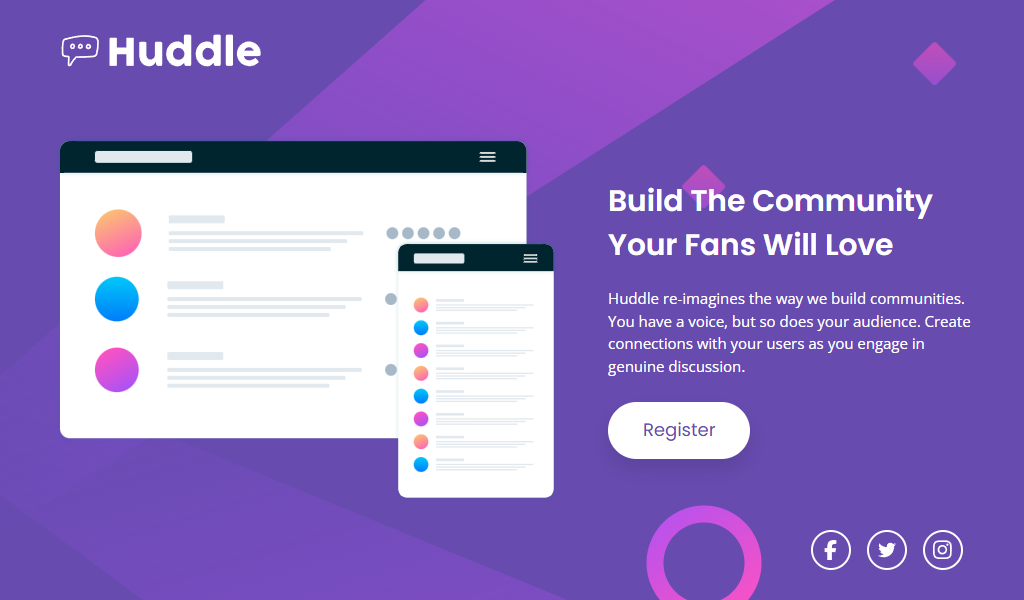 Huddle
Build The Community
Your Fans Will Love
Huddle re-imagines the way we build communities.
You have a voice, but so does your audience. Create
connections with your users as you engage in
genuine discussion.
Register